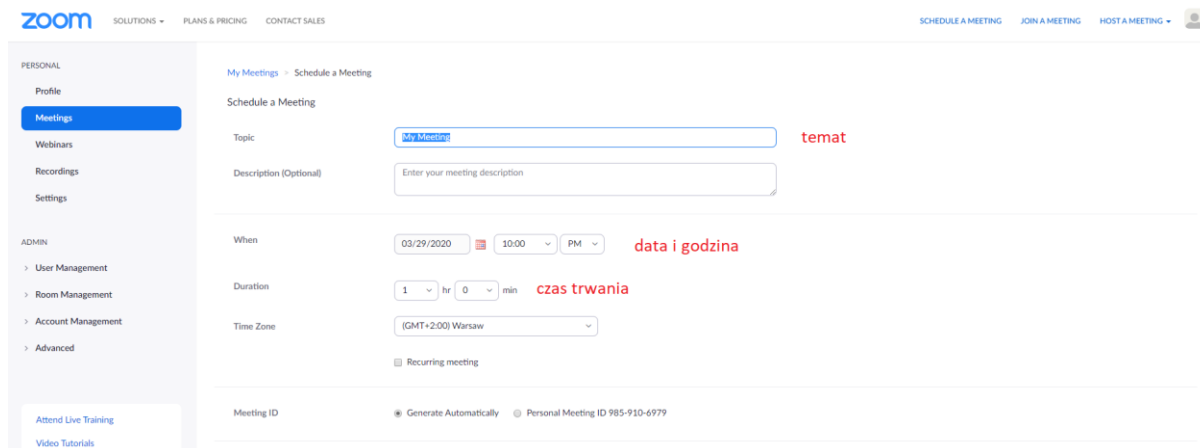 zoom SOLUTIONS PLANS & PRICING CONTACT SALES SCHEDULE A MEETING JOIN A MEETING HOST A MEETING
PERSONAL
Profile
Meetings
Webinars
Recordings
Settings
ADMIN
User Management
Room Management
Account Management
Advanced
Attend Live Training
Video Tutorials
My Meetings > Schedule a Meeting
Schedule a Meeting
Topic My Meeting temat
Description (Optional) Enter your meeting description
When 03/29/2020 10:00 PM data i godzina
Duration 1 hr 0 min czas trwania
Time Zone (GMT+2:00) Warsaw
Recurring meeting
Meeting ID Generate Automatically Personal Meeting ID 985-910-6979